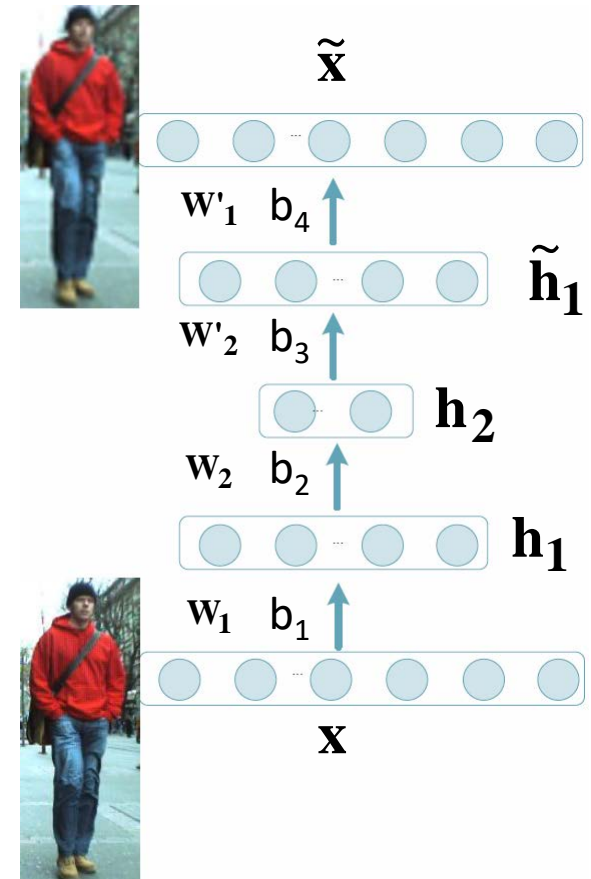 x̃
...
W'₁ b₄
...
h̃₁
W'₂ b₃
...
h₂
W₂ b₂
...
h₁
W₁ b₁
...
x